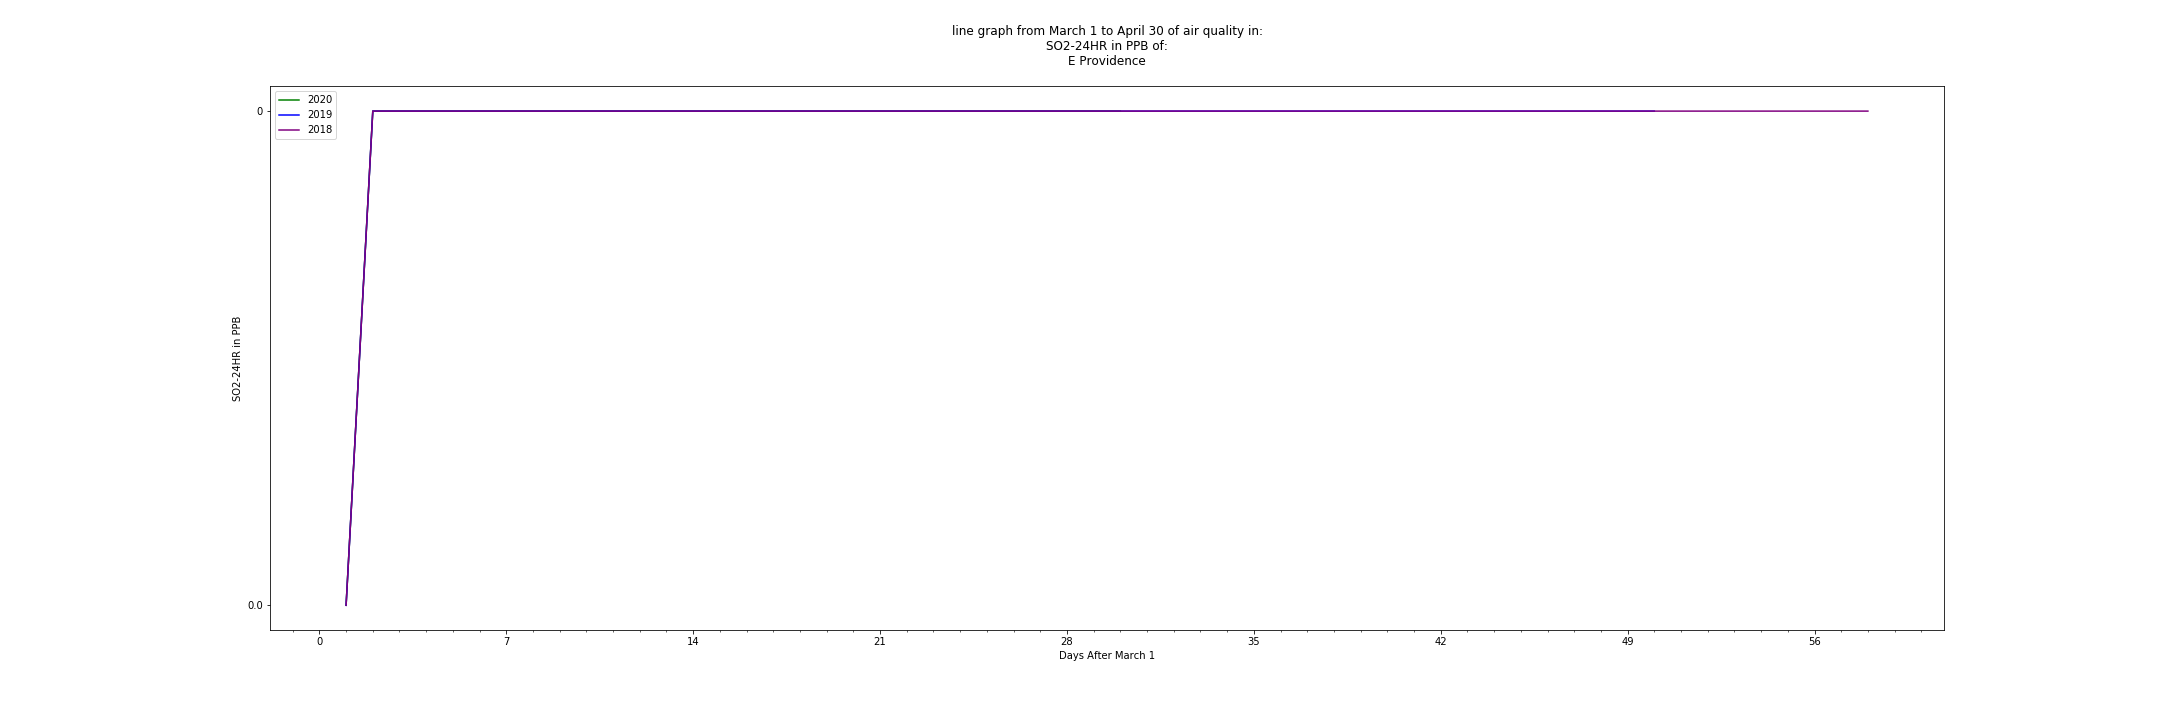 line graph from March 1 to April 30 of air quality in:
SO2-24HR in PPB of:
E Providence
2020
2019
2018
0
0.0
SO2-24HR in PPB
0 7 14 21 28 35 42 49 56
Days After March 1